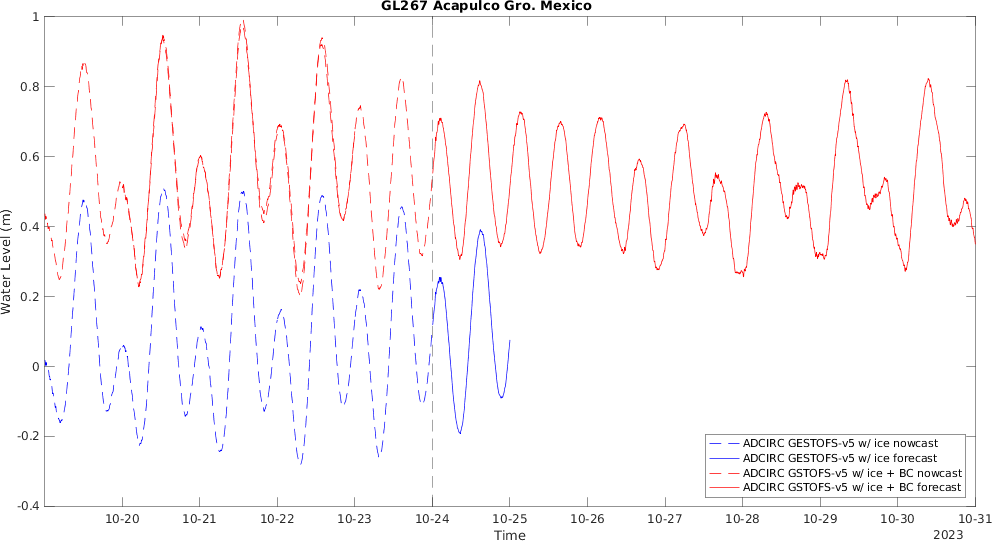 GL267 Acapulco Gro. Mexico
Water Level (m)
1
0.8
0.6
0.4
0.2
0
-0.2
-0.4
ADCIRC GESTOFS-v5 w/ ice nowcast
ADCIRC GESTOFS-v5 w/ ice forecast
ADCIRC GSTOFS-v5 w/ ice + BC nowcast
ADCIRC GSTOFS-v5 w/ ice + BC forecast
10-20 10-21 10-22 10-23 10-24 10-25 10-26 10-27 10-28 10-29 10-30 10-31
Time
2023